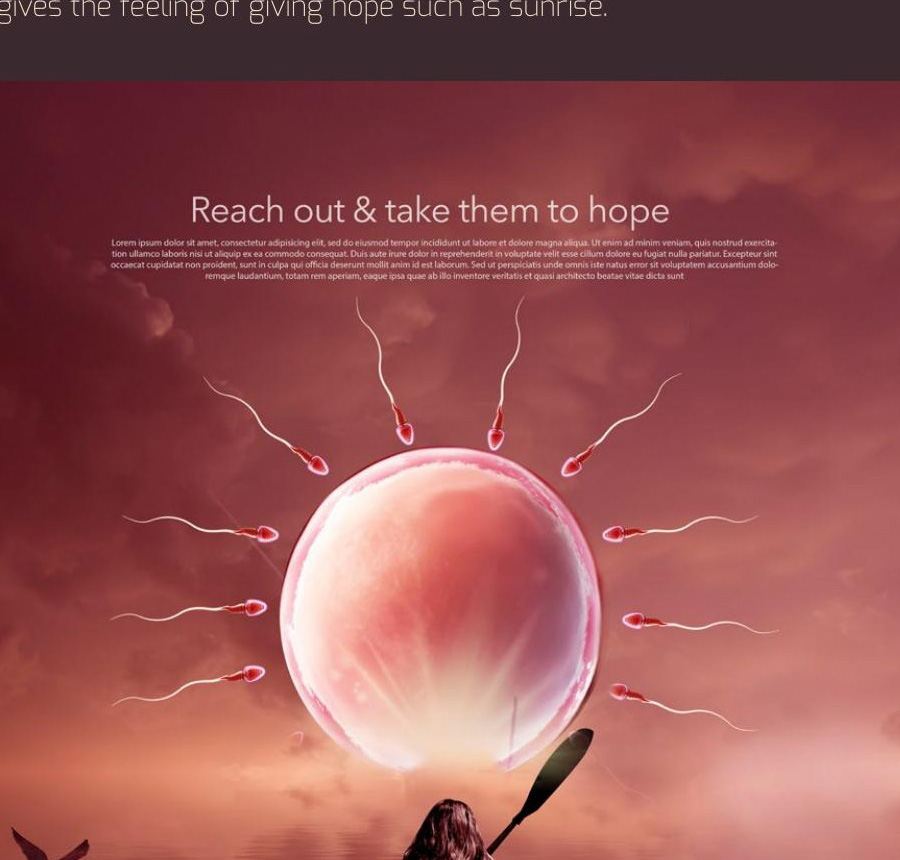 gives the feeling of giving hope such as sunrise.
Reach out & take them to hope
Lorem ipsum dolor sit amet, consectetur adipisicing elit, sed do eiusmod tempor incididunt ut labore et dolore magna aliqua. Ut enim ad minim veniam, quis nostrud exercita-
tion ullamco laboris nisi ut aliquip ex ea commodo consequat. Duis aute irure dolor in reprehenderit in voluptate velit esse cillum dolore eu fugiat nulla pariatur. Excepteur sint
occaecat cupidatat non proident, sunt in culpa qui officia deserunt mollit anim id est laborum. Sed ut perspiciatis unde omnis iste natus error sit voluptatem accusantium dolo-
remque laudantium, totam rem aperiam, eaque ipsa quae ab illo inventore veritatis et quasi architecto beatae vitae dicta sunt